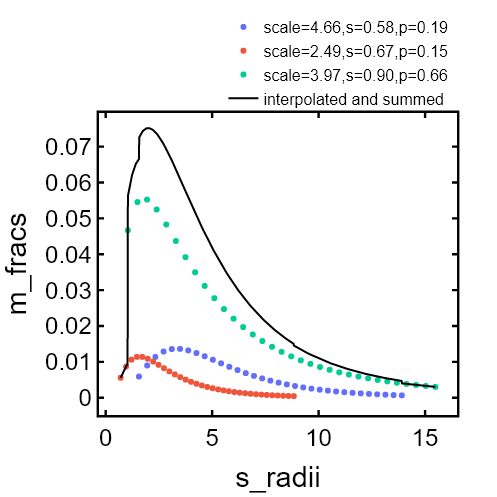 scale=4.66,s=0.58,p=0.19
scale=2.49,s=0.67,p=0.15
scale=3.97,s=0.90,p=0.66
interpolated and summed
0.07
0.06
0.05
0.04
0.03
0.02
0.01
0
m_fracs
0 5 10 15
s_radii